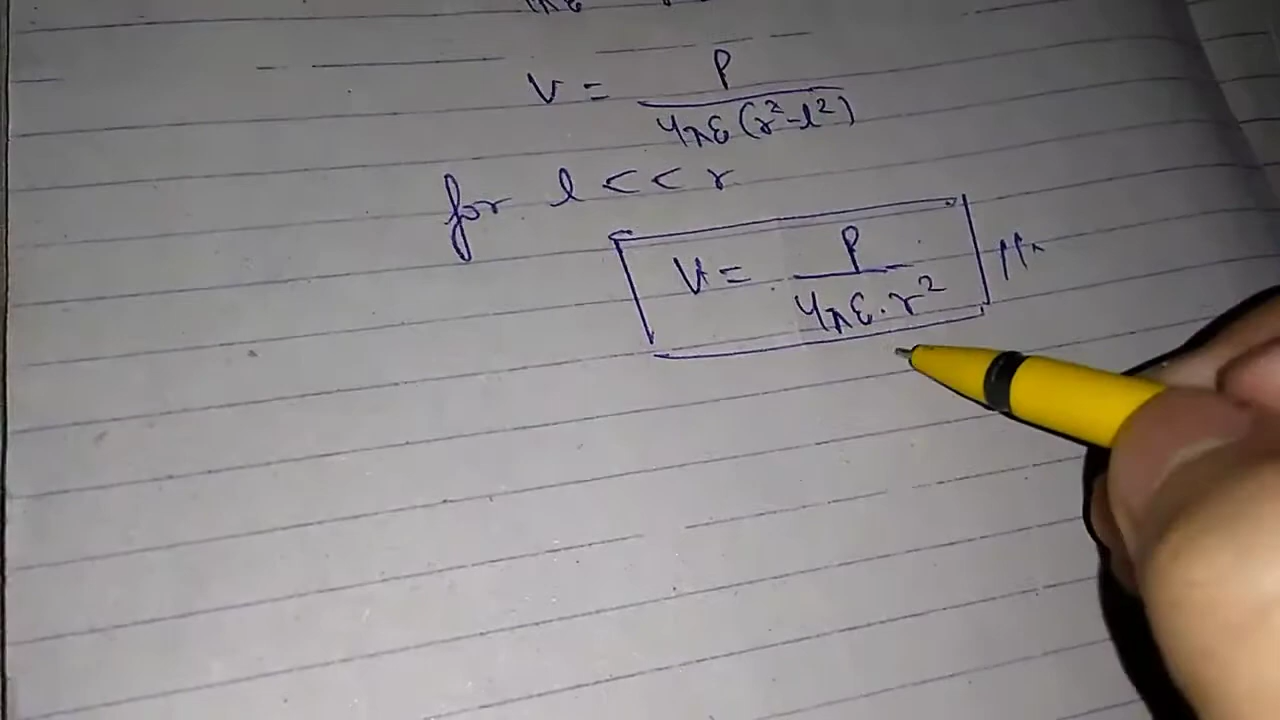 V = P / 4πε(r²-l²)
for l << r
V = P / 4πε.r²